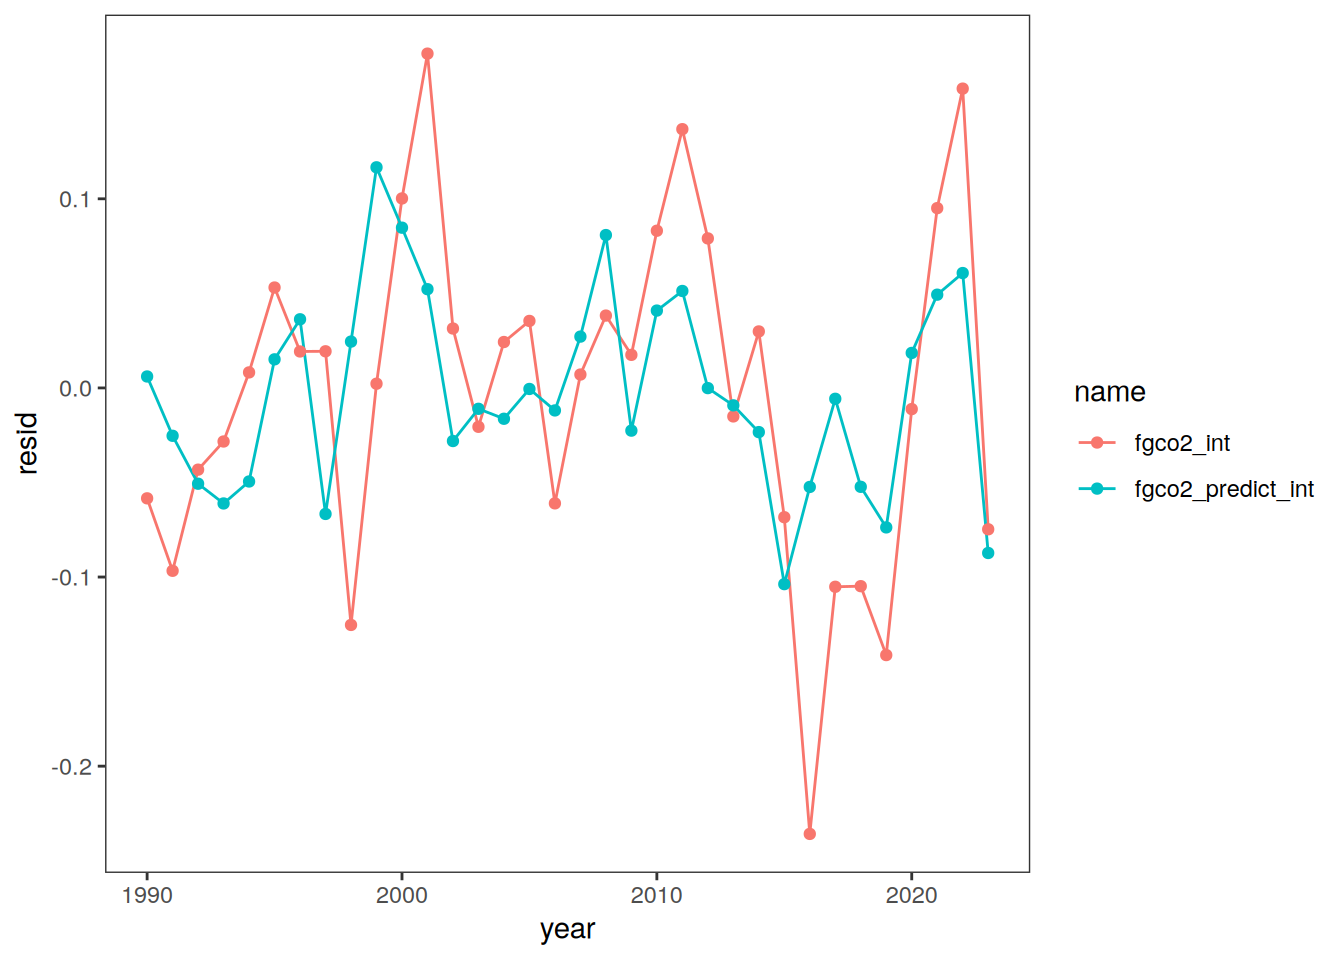 0.1
0.0
-0.1
-0.2
resid
1990
2000
2010
2020
year
name
fgco2_int
fgco2_predict_int